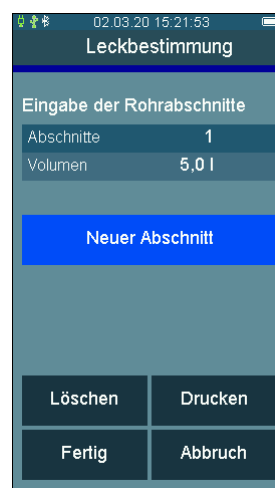 02.03.20 15:21:53
Leckbestimmung
Eingabe der Rohrabschnitte
Abschnitte 1
Volumen 5,0 l
Neuer Abschnitt
Löschen Drucken
Fertig Abbruch